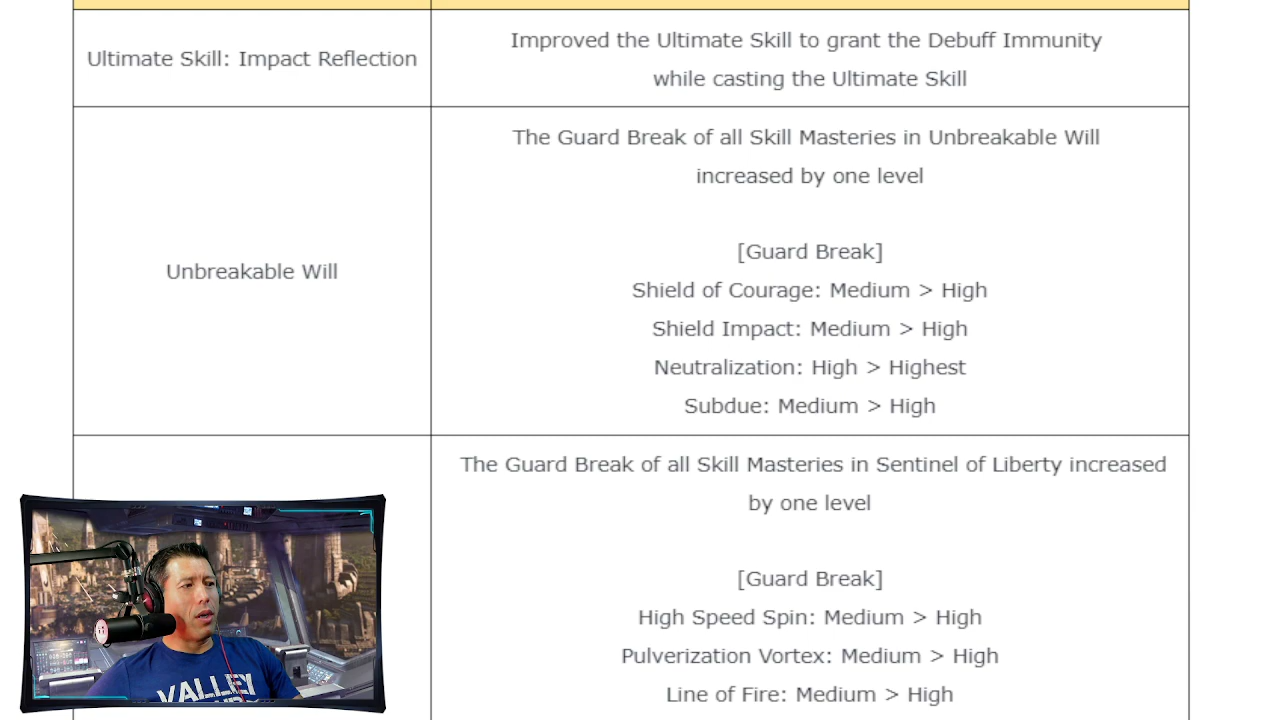 Ultimate Skill: Impact Reflection
Improved the Ultimate Skill to grant the Debuff Immunity
while casting the Ultimate Skill
Unbreakable Will
The Guard Break of all Skill Masteries in Unbreakable Will
increased by one level
[Guard Break]
Shield of Courage: Medium > High
Shield Impact: Medium > High
Neutralization: High > Highest
Subdue: Medium > High
The Guard Break of all Skill Masteries in Sentinel of Liberty increased
by one level
[Guard Break]
High Speed Spin: Medium > High
Pulverization Vortex: Medium > High
Line of Fire: Medium > High
VALLEY